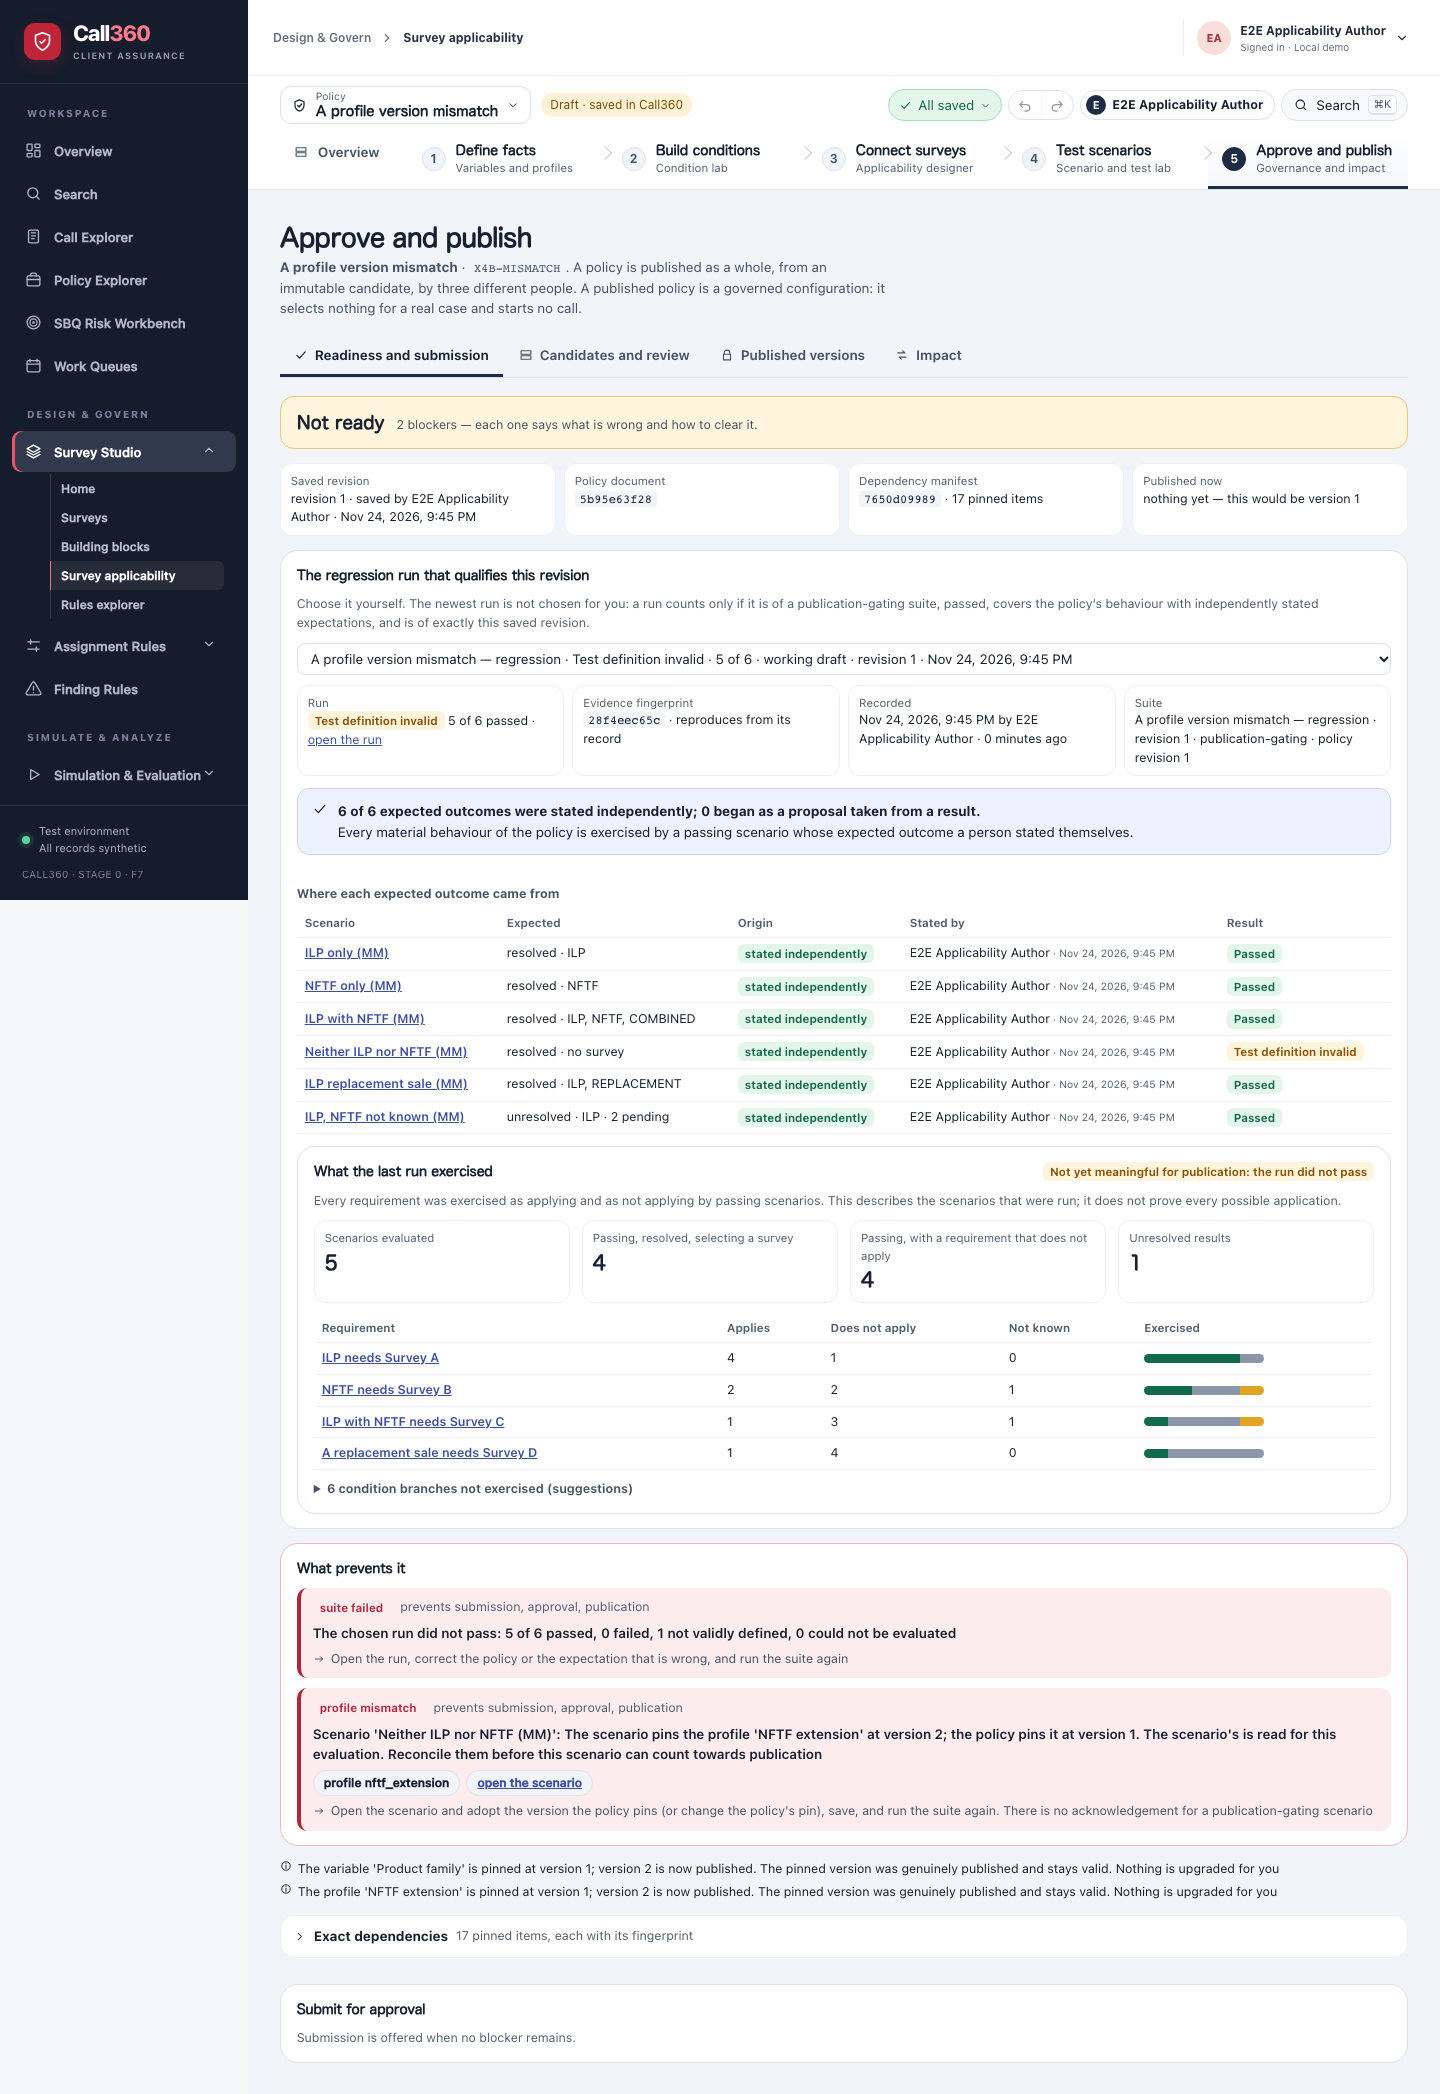 Call360
CLIENT ASSURANCE
WORKSPACE
Overview
Search
Call Explorer
Policy Explorer
SBQ Risk Workbench
Work Queues
DESIGN & GOVERN
Survey Studio
Home
Surveys
Building blocks
Survey applicability
Rules explorer
Assignment Rules
Finding Rules
SIMULATE & ANALYZE
Simulation & Evaluation
Test environment
All records synthetic
CALL360 · STAGE 0 · F7
Design & Govern > Survey applicability
EA
E2E Applicability Author
Signed in · Local demo
Policy
A profile version mismatch
Draft · saved in Call360
All saved
E E2E Applicability Author
Search ⌘K
Overview
1 Define facts
Variables and profiles
2 Build conditions
Condition lab
3 Connect surveys
Applicability designer
4 Test scenarios
Scenario and test lab
5 Approve and publish
Governance and impact
Approve and publish
A profile version mismatch · X4B-MISMATCH . A policy is published as a whole, from an
immutable candidate, by three different people. A published policy is a governed configuration: it
selects nothing for a real case and starts no call.
Readiness and submission
Candidates and review
Published versions
Impact
Not ready 2 blockers — each one says what is wrong and how to clear it.
Saved revision
revision 1 · saved by E2E Applicability
Author · Nov 24, 2026, 9:45 PM
Policy document
5b95e63f28
Dependency manifest
7650d09989 · 17 pinned items
Published now
nothing yet — this would be version 1
The regression run that qualifies this revision
Choose it yourself. The newest run is not chosen for you: a run counts only if it is of a publication-gating suite, passed, covers the policy's behaviour with independently stated
expectations, and is of exactly this saved revision.
A profile version mismatch — regression · Test definition invalid · 5 of 6 · working draft · revision 1 · Nov 24, 2026, 9:45 PM
Run
Test definition invalid 5 of 6 passed ·
open the run
Evidence fingerprint
28f4eec65c · reproduces from its
record
Recorded
Nov 24, 2026, 9:45 PM by E2E
Applicability Author · 0 minutes ago
Suite
A profile version mismatch — regression ·
revision 1 · publication-gating · policy
revision 1
6 of 6 expected outcomes were stated independently; 0 began as a proposal taken from a result.
Every material behaviour of the policy is exercised by a passing scenario whose expected outcome a person stated themselves.
Where each expected outcome came from
Scenario Expected Origin Stated by Result
ILP only (MM) resolved · ILP stated independently E2E Applicability Author · Nov 24, 2026, 9:45 PM Passed
NFTF only (MM) resolved · NFTF stated independently E2E Applicability Author · Nov 24, 2026, 9:45 PM Passed
ILP with NFTF (MM) resolved · ILP, NFTF, COMBINED stated independently E2E Applicability Author · Nov 24, 2026, 9:45 PM Passed
Neither ILP nor NFTF (MM) resolved · no survey stated independently E2E Applicability Author · Nov 24, 2026, 9:45 PM Test definition invalid
ILP replacement sale (MM) resolved · ILP, REPLACEMENT stated independently E2E Applicability Author · Nov 24, 2026, 9:45 PM Passed
ILP, NFTF not known (MM) unresolved · ILP · 2 pending stated independently E2E Applicability Author · Nov 24, 2026, 9:45 PM Passed
What the last run exercised
Not yet meaningful for publication: the run did not pass
Every requirement was exercised as applying and as not applying by passing scenarios. This describes the scenarios that were run; it does not prove every possible application.
Scenarios evaluated
5
Passing, resolved, selecting a survey
4
Passing, with a requirement that does not
apply
4
Unresolved results
1
Requirement Applies Does not apply Not known Exercised
ILP needs Survey A 4 1 0
NFTF needs Survey B 2 2 1
ILP with NFTF needs Survey C 1 3 1
A replacement sale needs Survey D 1 4 0
6 condition branches not exercised (suggestions)
What prevents it
suite failed prevents submission, approval, publication
The chosen run did not pass: 5 of 6 passed, 0 failed, 1 not validly defined, 0 could not be evaluated
→ Open the run, correct the policy or the expectation that is wrong, and run the suite again
profile mismatch prevents submission, approval, publication
Scenario 'Neither ILP nor NFTF (MM)': The scenario pins the profile 'NFTF extension' at version 2; the policy pins it at version 1. The scenario's is read for this
evaluation. Reconcile them before this scenario can count towards publication
profile nftf_extension open the scenario
→ Open the scenario and adopt the version the policy pins (or change the policy's pin), save, and run the suite again. There is no acknowledgement for a publication-gating scenario
The variable 'Product family' is pinned at version 1; version 2 is now published. The pinned version was genuinely published and stays valid. Nothing is upgraded for you
The profile 'NFTF extension' is pinned at version 1; version 2 is now published. The pinned version was genuinely published and stays valid. Nothing is upgraded for you
Exact dependencies 17 pinned items, each with its fingerprint
Submit for approval
Submission is offered when no blocker remains.